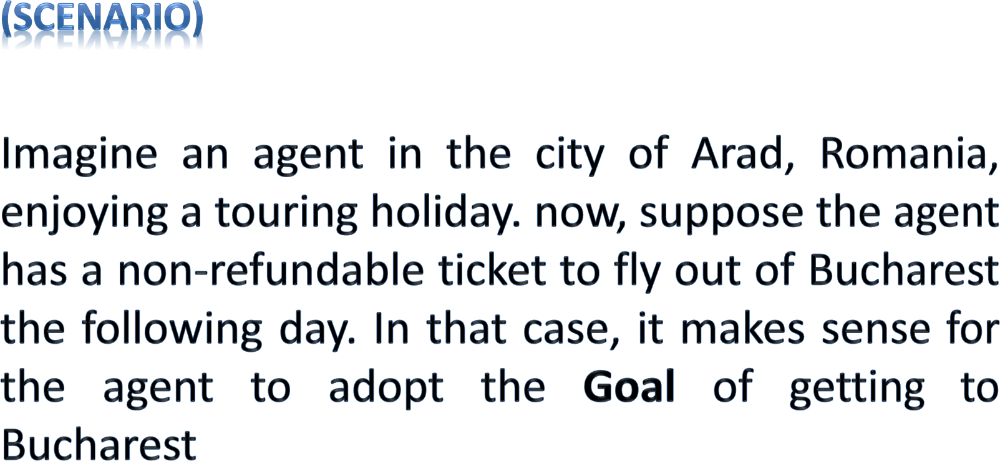 (SCENARIO)
Imagine an agent in the city of Arad, Romania,
enjoying a touring holiday. now, suppose the agent
has a non-refundable ticket to fly out of Bucharest
the following day. In that case, it makes sense for
the agent to adopt the Goal of getting to
Bucharest